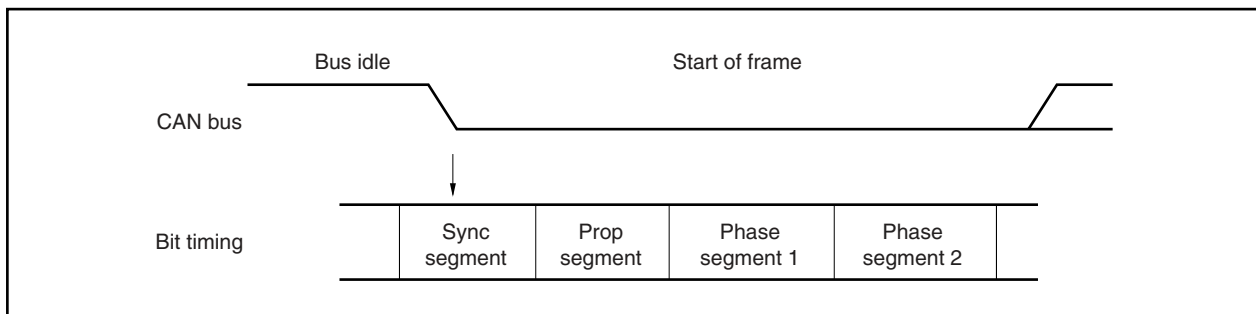 Bus idle
Start of frame
CAN bus
Bit timing
Sync
segment
Prop
segment
Phase
segment 1
Phase
segment 2